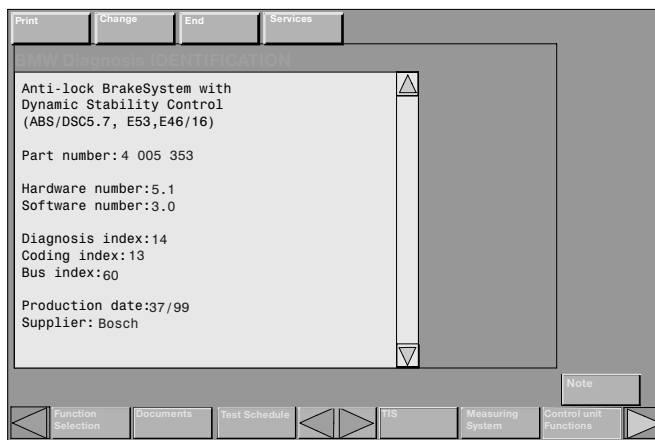 Print Change End Services
BMW Diagnosis IDENTIFICATION
Anti-lock BrakeSystem with
Dynamic Stability Control
(ABS/DSC5.7, E53,E46/16)
Part number: 4 005 353
Hardware number:5.1
Software number:3.0
Diagnosis index:14
Coding index:13
Bus index:60
Production date:37/99
Supplier: Bosch
Note
Function
Selection
Documents
Test Schedule
TIS
Measuring
System
Control unit
Functions